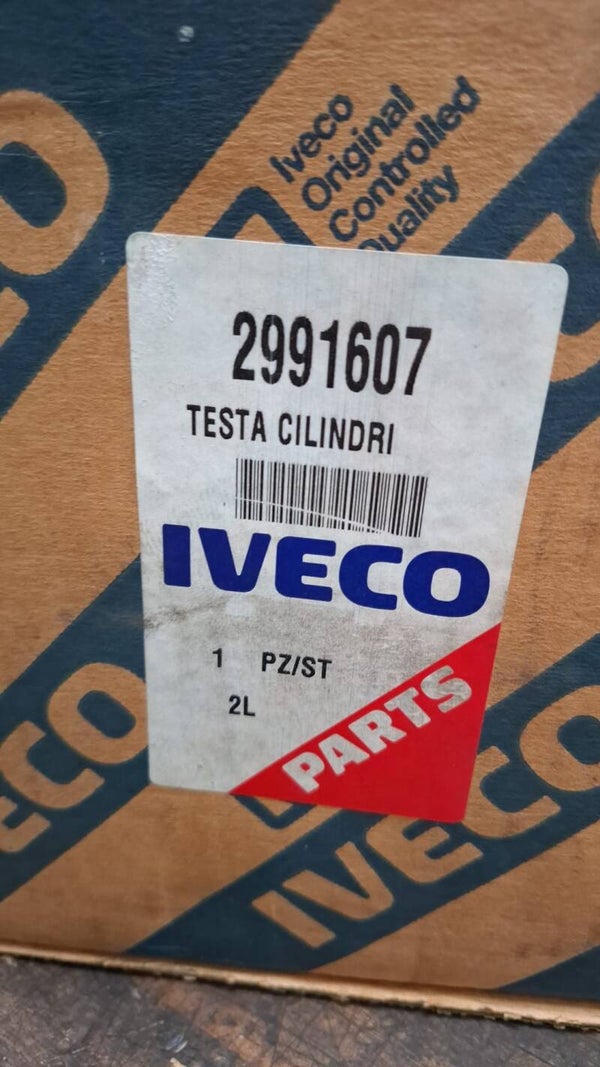 Iveco
Original
Controlled
Quality
2991607
TESTA CILINDRI
IVECO
1 PZ/ST
2L
PARTS
IVECO